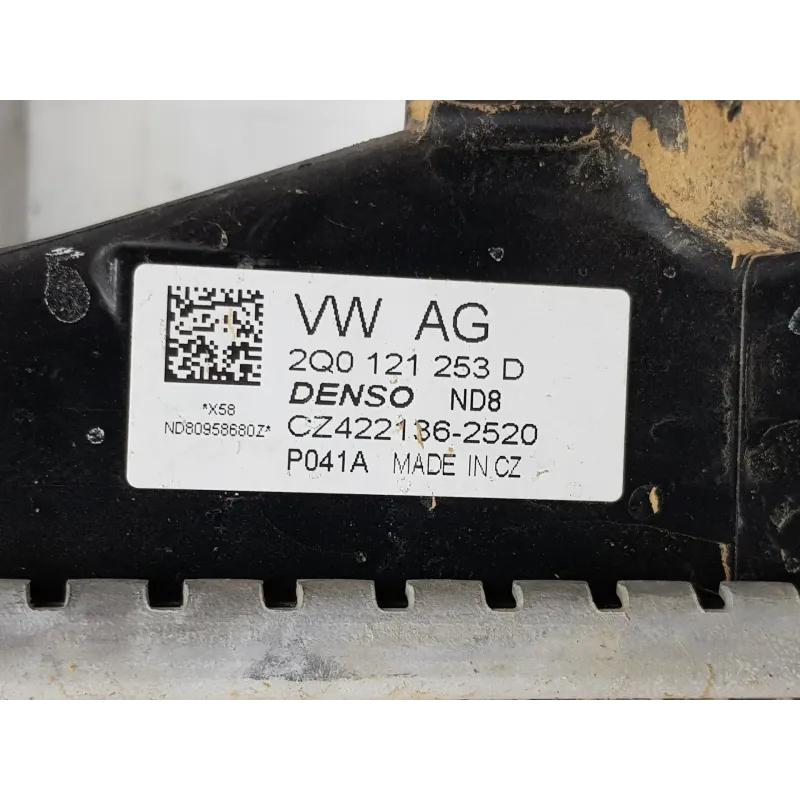 VW AG
2Q0 121 253 D
DENSO ND8
*X58
ND80958680Z*
CZ422136-2520
P041A MADE IN CZ